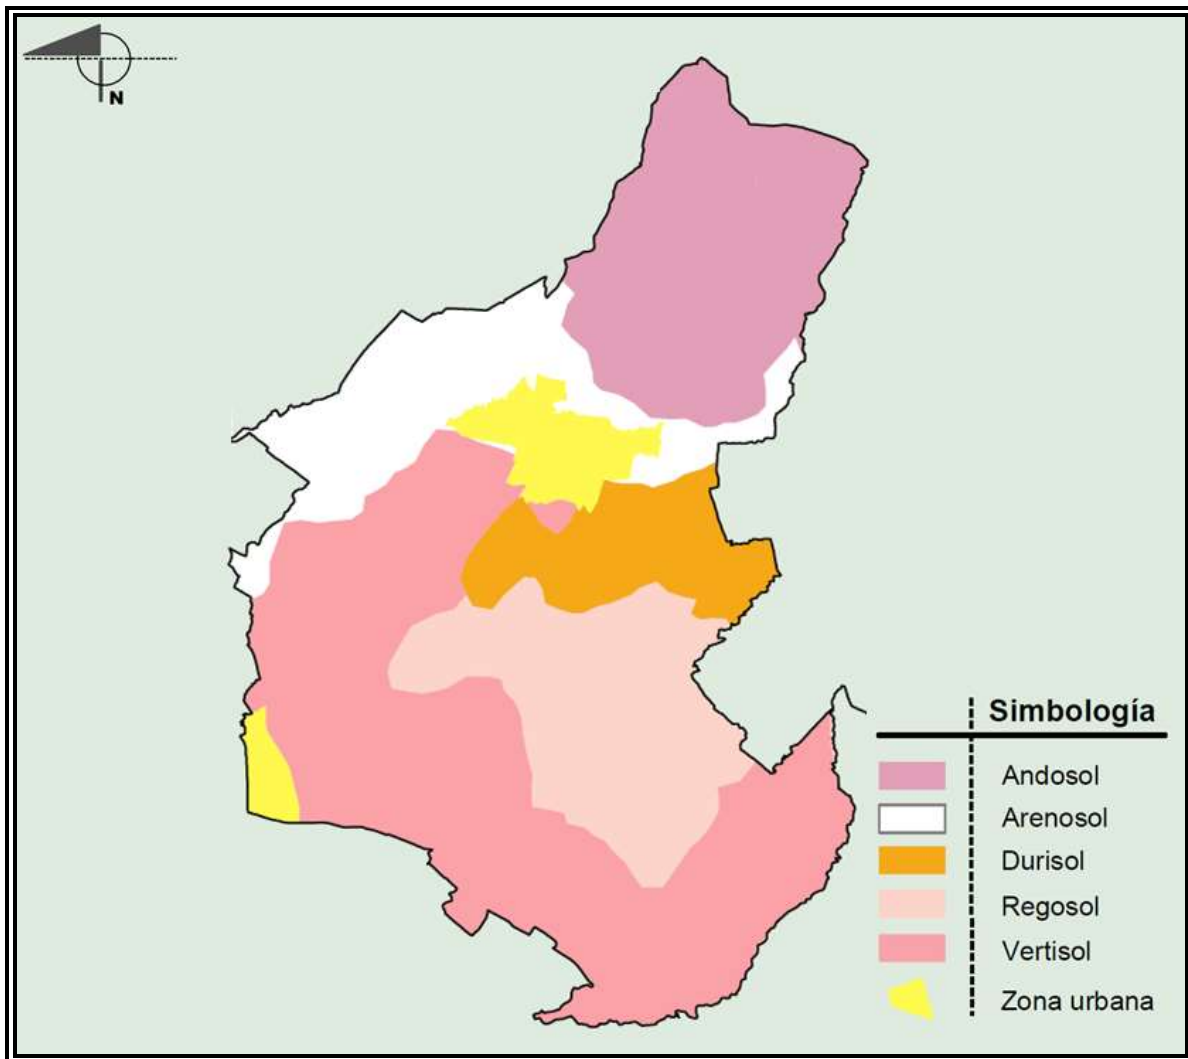 N
Simbología
Andosol
Arenosol
Durisol
Regosol
Vertisol
Zona urbana